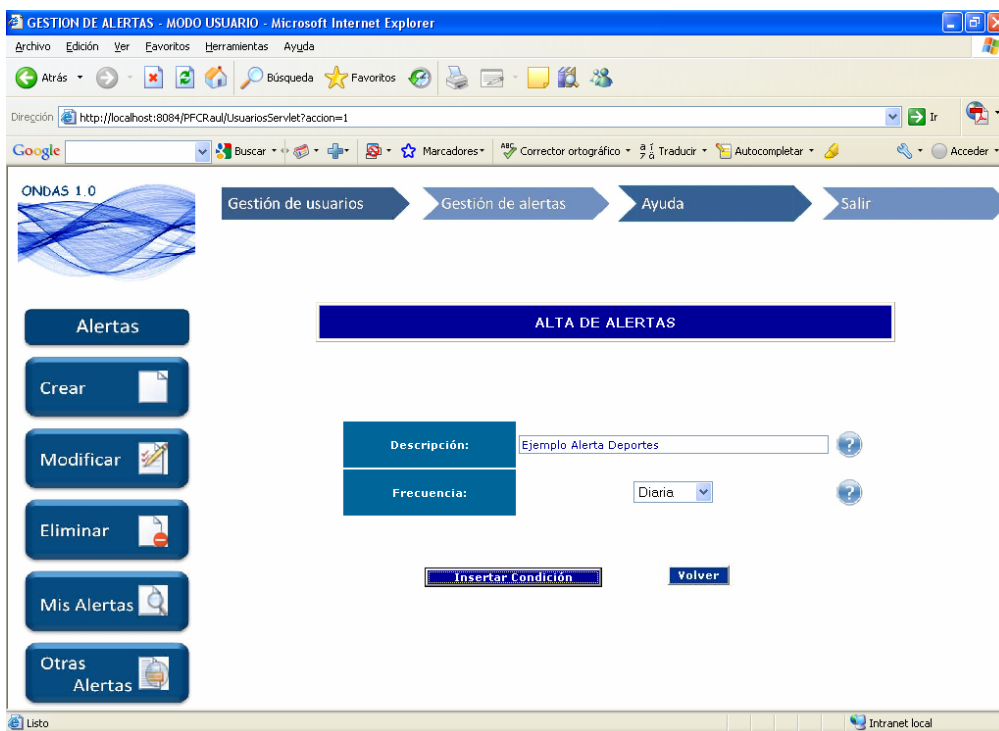 GESTION DE ALERTAS - MODO USUARIO - Microsoft Internet Explorer
Archivo Edición Ver Favoritos Herramientas Ayuda
Atrás Búsqueda Favoritos
Dirección http://localhost:8084/PFCRaul/UsuariosServlet?accion=1 Ir
Google Buscar Marcadores Corrector ortográfico Traducir Autocompletar Acceder
ONDAS 1.0
Gestión de usuarios Gestión de alertas Ayuda Salir
Alertas
ALTA DE ALERTAS
Crear
Modificar
Descripción: Ejemplo Alerta Deportes ?
Frecuencia: Diaria ?
Eliminar
Insertar Condición Volver
Mis Alertas
Otras
Alertas
Listo Intranet local